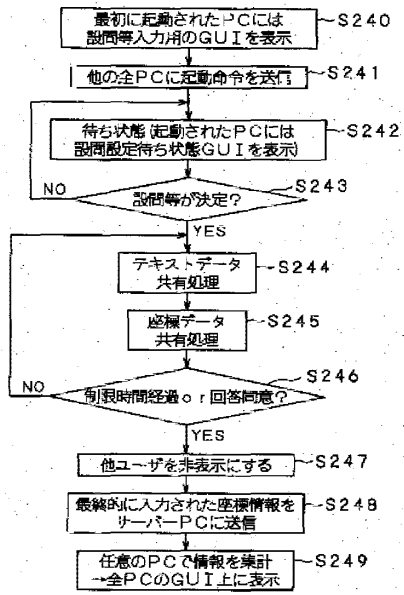 最初に起動されたＰＣには
設問等入力用のＧＵＩを表示
S240
他の全ＰＣに起動命令を送信
S241
待ち状態(起動されたＰＣには
設問設定待ち状態ＧＵＩを表示)
S242
設問等が決定？
S243
NO
YES
テキストデータ
共有処理
S244
座標データ
共有処理
S245
制限時間経過ｏｒ回答同意？
S246
NO
YES
他ユーザを非表示にする
S247
最終的に入力された座標情報を
サーバーＰＣに送信
S248
任意のＰＣで情報を集計
→全ＰＣのＧＵＩ上に表示
S249